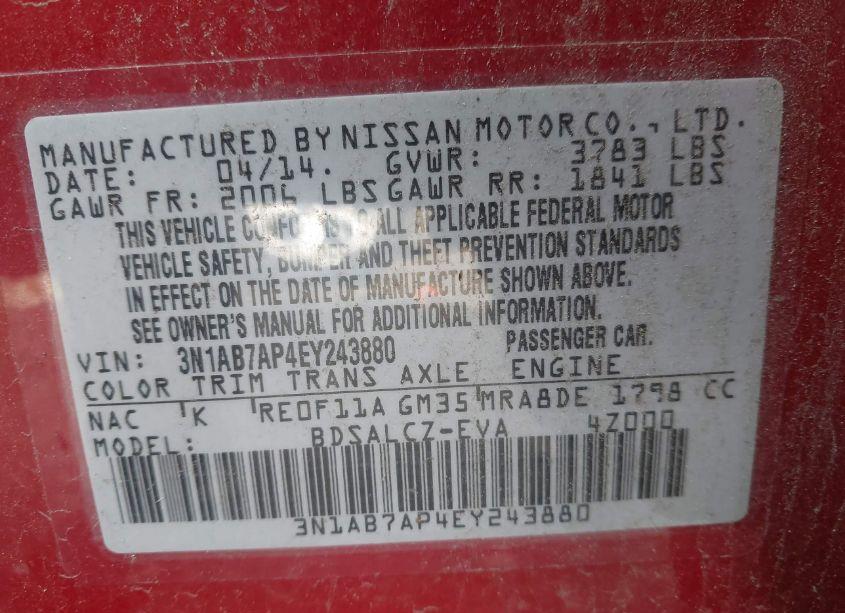 MANUFACTURED BY NISSAN MOTOR CO., LTD.
DATE: 04/14. GVWR: 3783 LBS
GAWR FR: 2006 LBS GAWR RR: 1841 LBS
THIS VEHICLE CONFORMS TO ALL APPLICABLE FEDERAL MOTOR
VEHICLE SAFETY, BUMPER AND THEFT PREVENTION STANDARDS
IN EFFECT ON THE DATE OF MANUFACTURE SHOWN ABOVE.
SEE OWNER'S MANUAL FOR ADDITIONAL INFORMATION.
VIN: 3N1AB7AP4EY243880 PASSENGER CAR.
COLOR TRIM TRANS AXLE ENGINE
NAC K RE0F11A GM35 MRA8DE 1798 CC
MODEL: BDSALCZ-EVA 4Z000
3N1AB7AP4EY243880